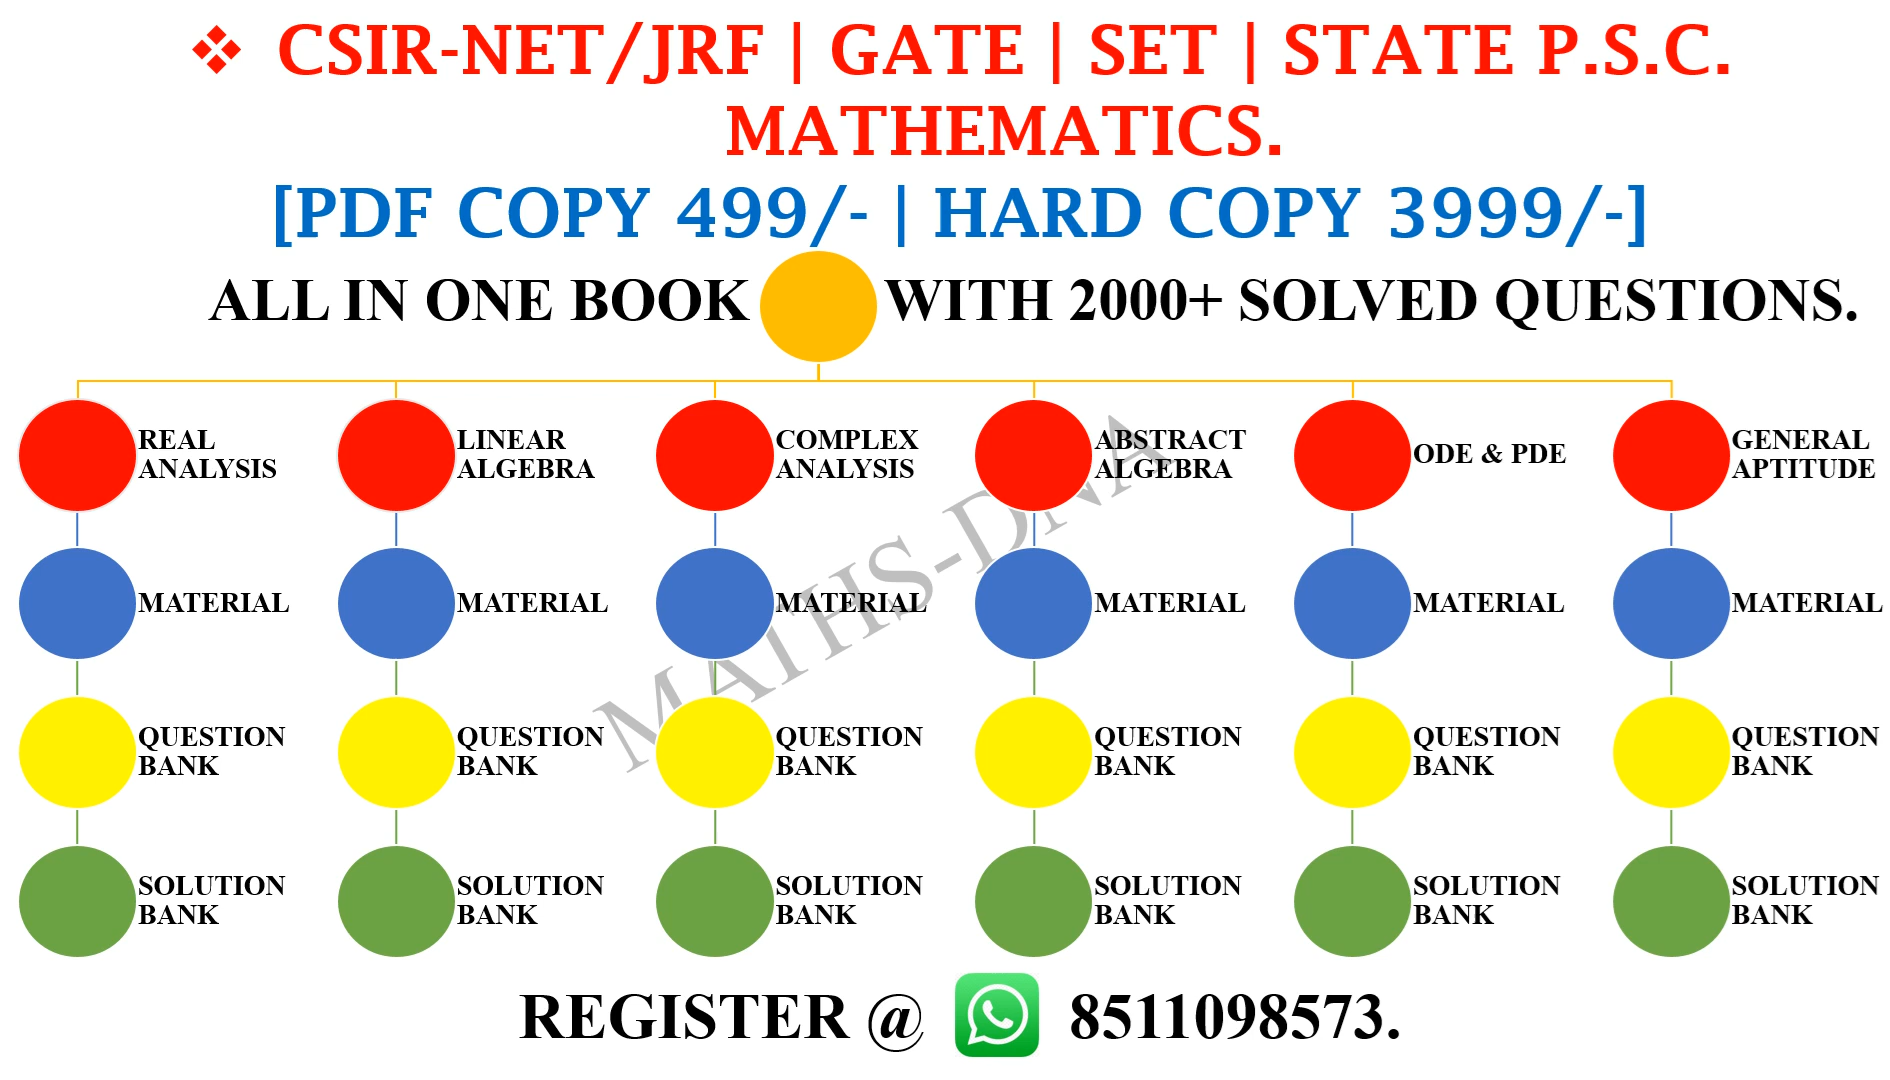 ❖ CSIR-NET/JRF | GATE | SET | STATE P.S.C.
MATHEMATICS.
[PDF COPY 499/- | HARD COPY 3999/-]
ALL IN ONE BOOK WITH 2000+ SOLVED QUESTIONS.
REAL
ANALYSIS
LINEAR
ALGEBRA
COMPLEX
ANALYSIS
ABSTRACT
ALGEBRA
ODE & PDE
GENERAL
APTITUDE
MATERIAL
MATERIAL
MATERIAL
MATERIAL
MATERIAL
MATERIAL
QUESTION
BANK
QUESTION
BANK
QUESTION
BANK
QUESTION
BANK
QUESTION
BANK
QUESTION
BANK
SOLUTION
BANK
SOLUTION
BANK
SOLUTION
BANK
SOLUTION
BANK
SOLUTION
BANK
SOLUTION
BANK
MATHS-DNA
REGISTER @ 8511098573.